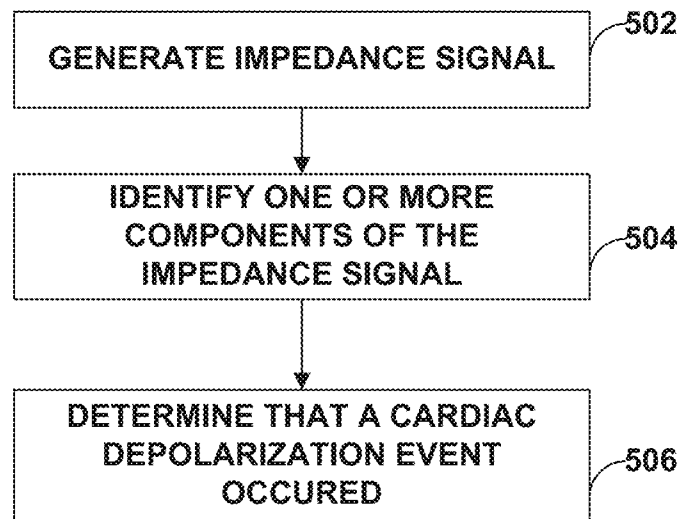 GENERATE IMPEDANCE SIGNAL
502
IDENTIFY ONE OR MORE
COMPONENTS OF THE
IMPEDANCE SIGNAL
504
DETERMINE THAT A CARDIAC
DEPOLARIZATION EVENT
OCCURED
506